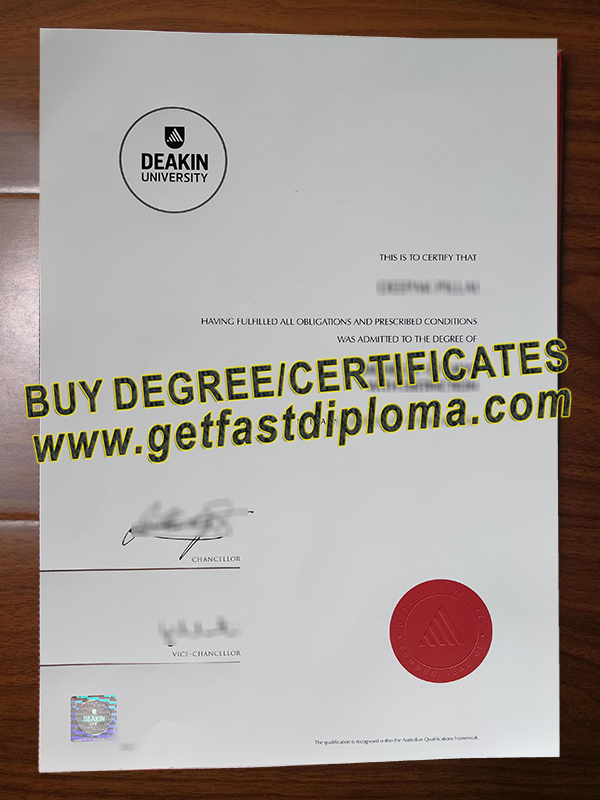 DEAKIN
UNIVERSITY
THIS IS TO CERTIFY THAT
HAVING FULFILLED ALL OBLIGATIONS AND PRESCRIBED CONDITIONS
WAS ADMITTED TO THE DEGREE OF
BUY DEGREE/CERTIFICATES
www.getfastdiploma.com
CHANCELLOR
VICE-CHANCELLOR
DEAKIN
The qualification is recognised within the Australian Qualifications Framework.